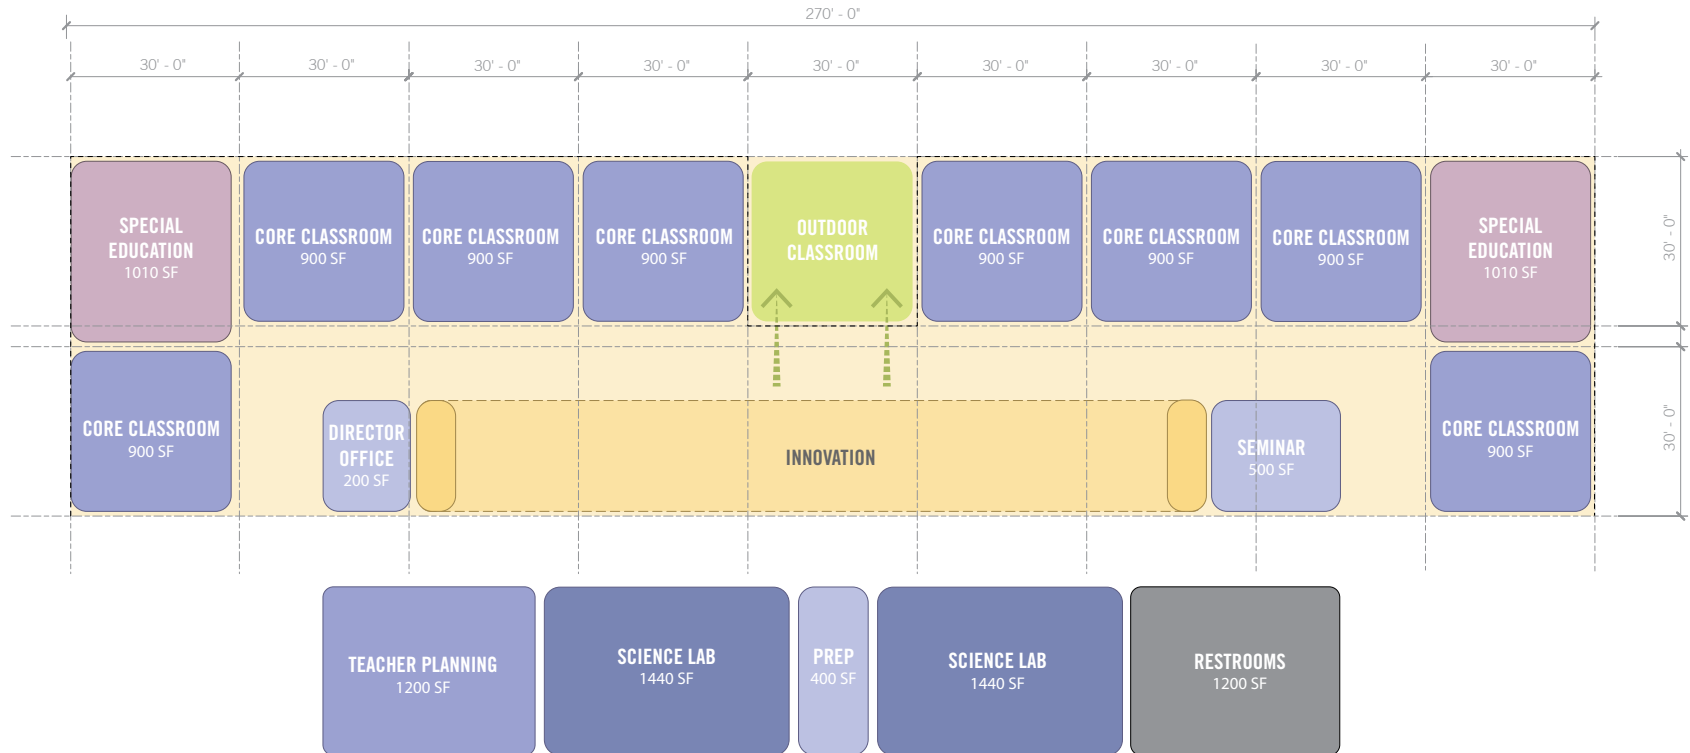 270' - 0"
30' - 0" 30' - 0" 30' - 0" 30' - 0" 30' - 0" 30' - 0" 30' - 0" 30' - 0" 30' - 0"
SPECIAL
EDUCATION
1010 SF
CORE CLASSROOM
900 SF
CORE CLASSROOM
900 SF
CORE CLASSROOM
900 SF
OUTDOOR
CLASSROOM
CORE CLASSROOM
900 SF
CORE CLASSROOM
900 SF
CORE CLASSROOM
900 SF
SPECIAL
EDUCATION
1010 SF
30' - 0"
CORE CLASSROOM
900 SF
DIRECTOR
OFFICE
200 SF
INNOVATION
SEMINAR
500 SF
CORE CLASSROOM
900 SF
30' - 0"
TEACHER PLANNING
1200 SF
SCIENCE LAB
1440 SF
PREP
400 SF
SCIENCE LAB
1440 SF
RESTROOMS
1200 SF